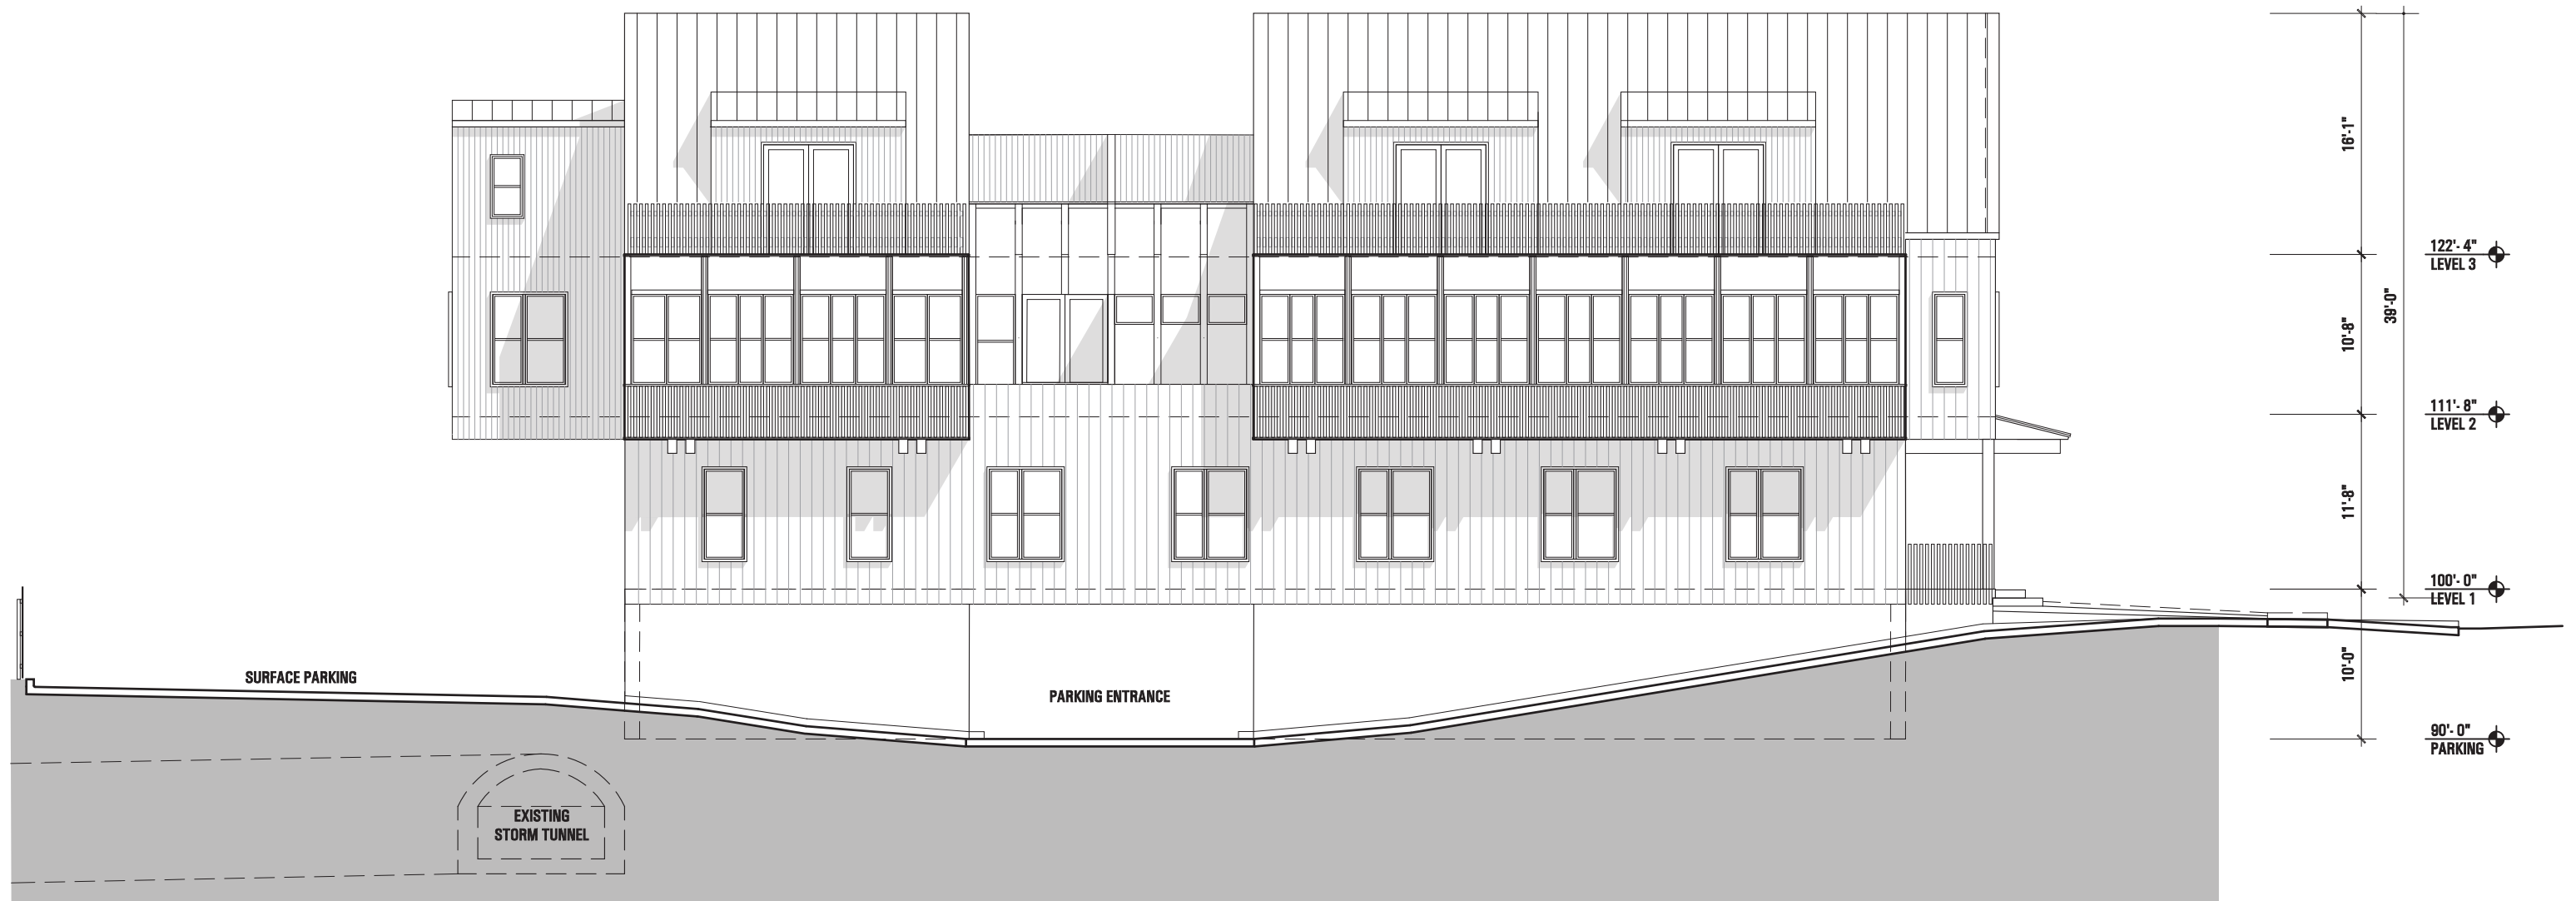 16'-1"
122'- 4"
LEVEL 3
39'-0"
10'-8"
111'- 8"
LEVEL 2
11'-8"
100'- 0"
LEVEL 1
SURFACE PARKING
10'-0"
PARKING ENTRANCE
90'- 0"
PARKING
EXISTING
STORM TUNNEL